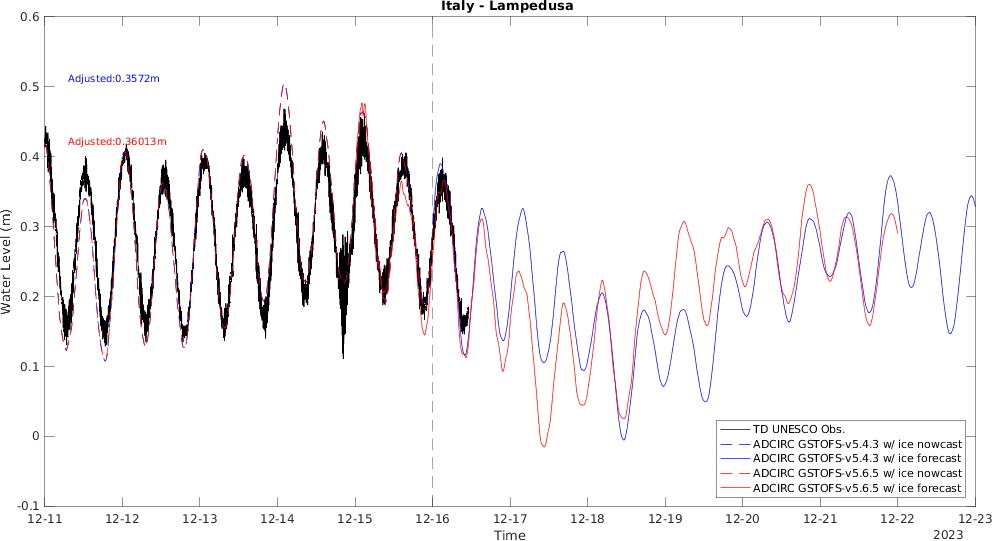 Italy - Lampedusa
0.6
0.5
0.4
0.3
0.2
0.1
0
-0.1
Water Level (m)
Adjusted:0.3572m
Adjusted:0.36013m
TD UNESCO Obs.
ADCIRC GSTOFS-v5.4.3 w/ ice nowcast
ADCIRC GSTOFS-v5.4.3 w/ ice forecast
ADCIRC GSTOFS-v5.6.5 w/ ice nowcast
ADCIRC GSTOFS-v5.6.5 w/ ice forecast
12-11 12-12 12-13 12-14 12-15 12-16 12-17 12-18 12-19 12-20 12-21 12-22 12-23
Time
2023